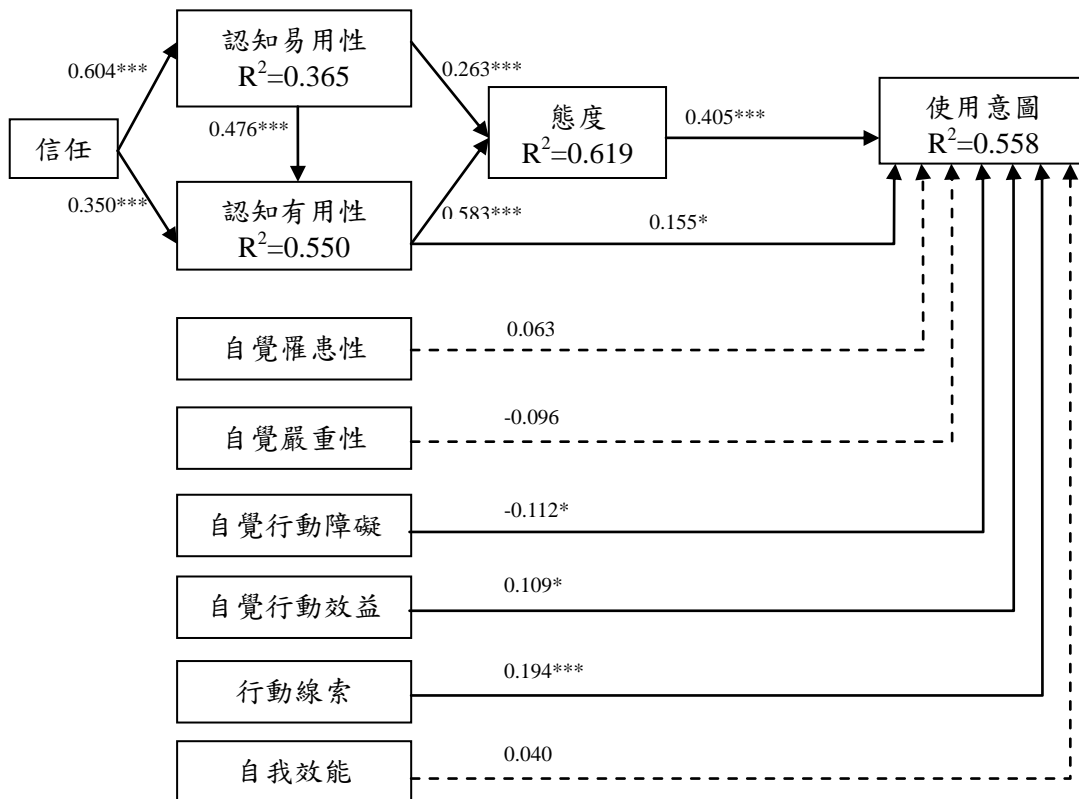 認知易用性
R²=0.365
0.604***
0.263***
0.476***
信任
態度
R²=0.619
0.405***
使用意圖
R²=0.558
0.350***
認知有用性
R²=0.550
0.583***
0.155*
自覺罹患性
0.063
自覺嚴重性
-0.096
自覺行動障礙
-0.112*
自覺行動效益
0.109*
行動線索
0.194***
自我效能
0.040